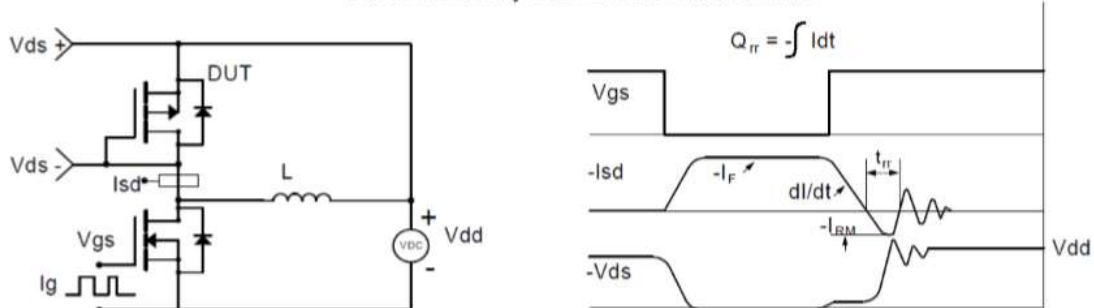 Vds +
DUT
Vds -
Isd
L
Vgs
Ig
VDC
+
Vdd
-
Qrr = -∫ Idt
Vgs
-Isd
-IF
dI/dt
trr
-IRM
Vdd
-Vds